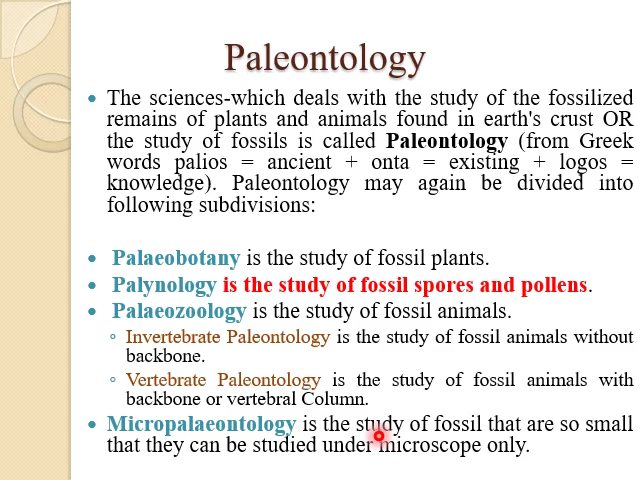 Paleontology
The sciences-which deals with the study of the fossilized
remains of plants and animals found in earth's crust OR
the study of fossils is called Paleontology (from Greek
words palios = ancient + onta = existing + logos =
knowledge). Paleontology may again be divided into
following subdivisions:
Palaeobotany is the study of fossil plants.
Palynology is the study of fossil spores and pollens.
Palaeozoology is the study of fossil animals.
Invertebrate Paleontology is the study of fossil animals without
backbone.
Vertebrate Paleontology is the study of fossil animals with
backbone or vertebral Column.
Micropalaeontology is the study of fossil that are so small
that they can be studied under microscope only.